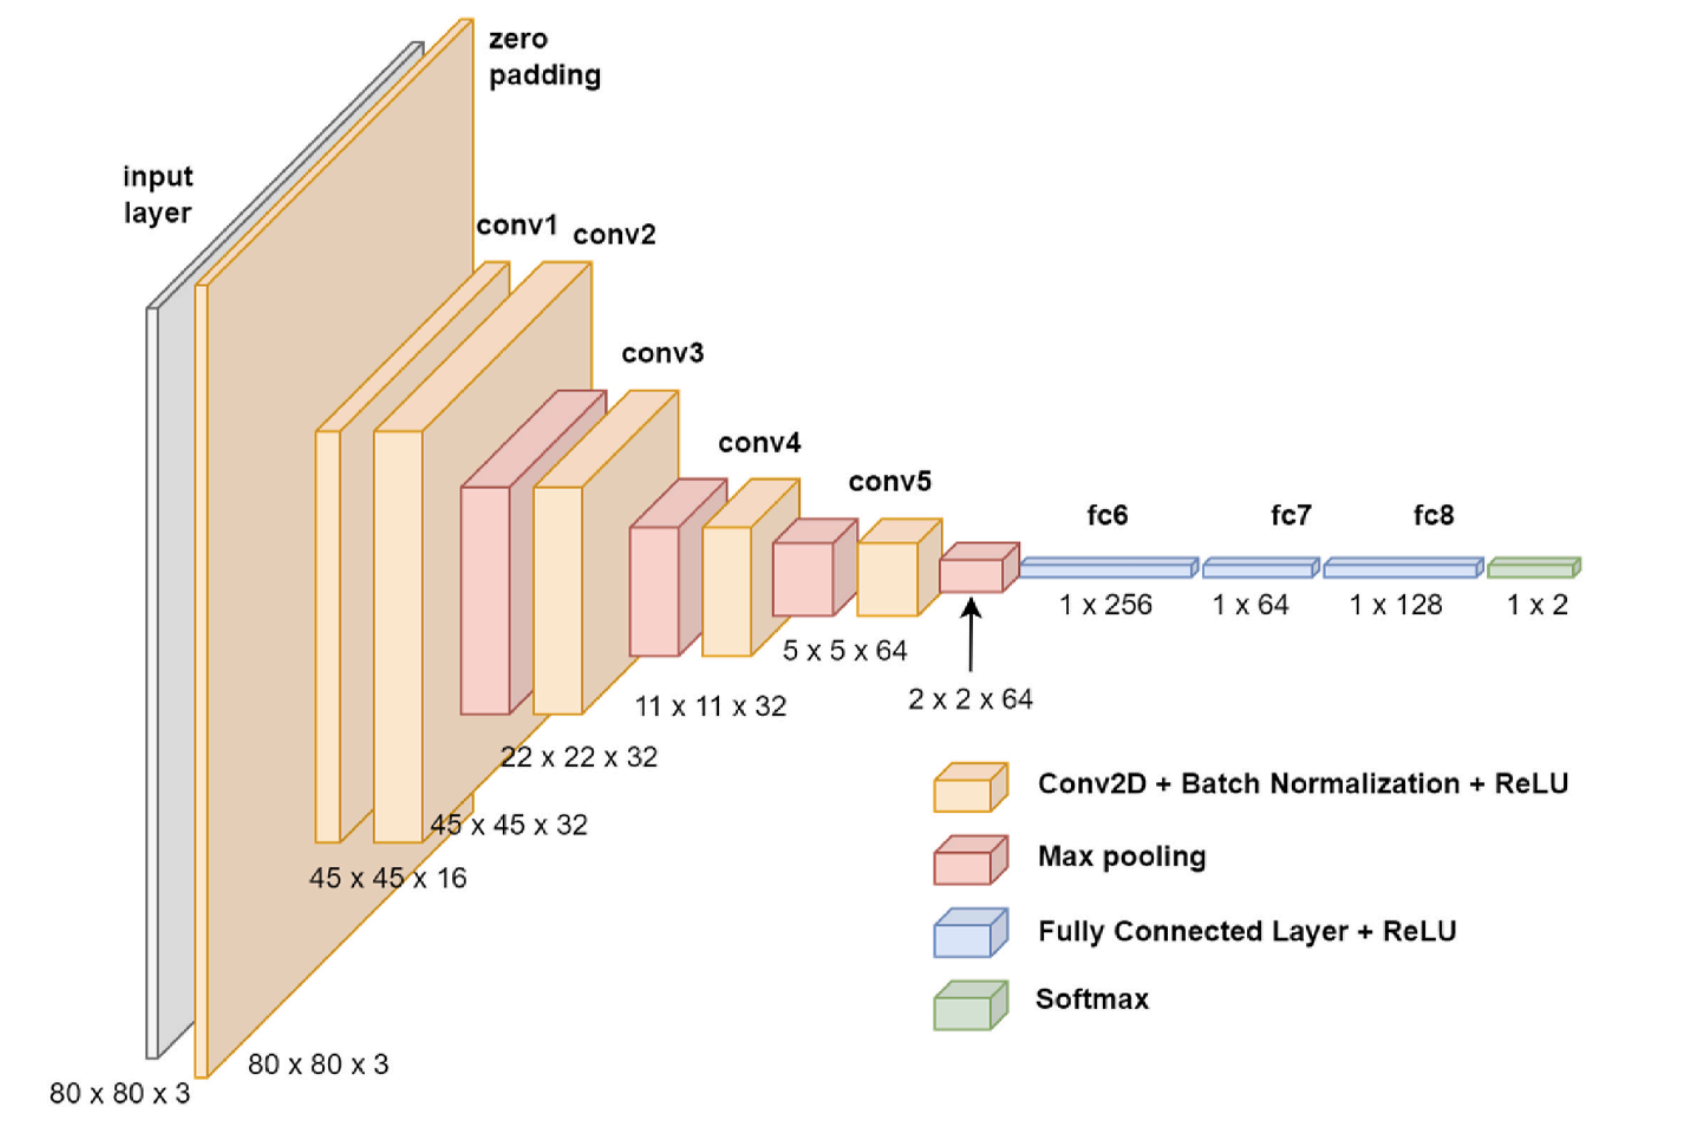 zero
padding
input
layer
conv1
conv2
conv3
conv4
conv5
fc6
fc7
fc8
1 x 256
1 x 64
1 x 128
1 x 2
5 x 5 x 64
2 x 2 x 64
11 x 11 x 32
22 x 22 x 32
45 x 45 x 32
45 x 45 x 16
80 x 80 x 3
80 x 80 x 3
Conv2D + Batch Normalization + ReLU
Max pooling
Fully Connected Layer + ReLU
Softmax